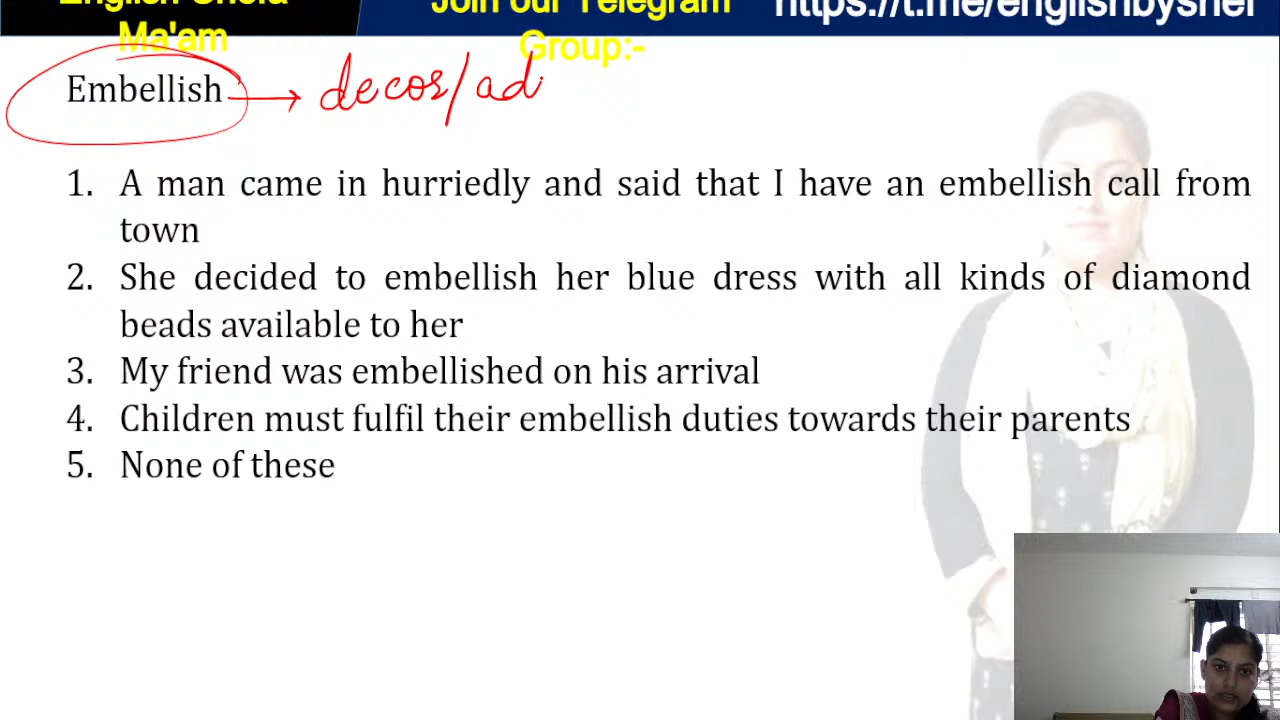 Join our Telegram
Ma'am
Group:-
Embellish → decor/ad
1. A man came in hurriedly and said that I have an embellish call from
town
2. She decided to embellish her blue dress with all kinds of diamond
beads available to her
3. My friend was embellished on his arrival
4. Children must fulfil their embellish duties towards their parents
5. None of these